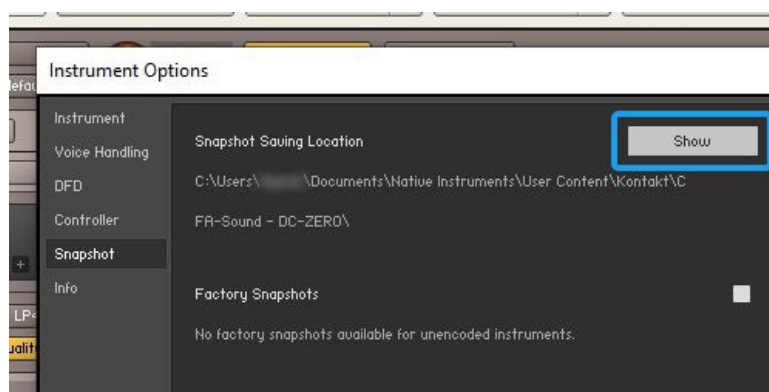 Instrument Options
Instrument
Voice Handling
DFD
Controller
Snapshot
Info
Snapshot Saving Location
Show
C:\Users\ \Documents\Native Instruments\User Content\Kontakt\C
FA-Sound - DC-ZERO\
Factory Snapshots
No factory snapshots available for unencoded instruments.